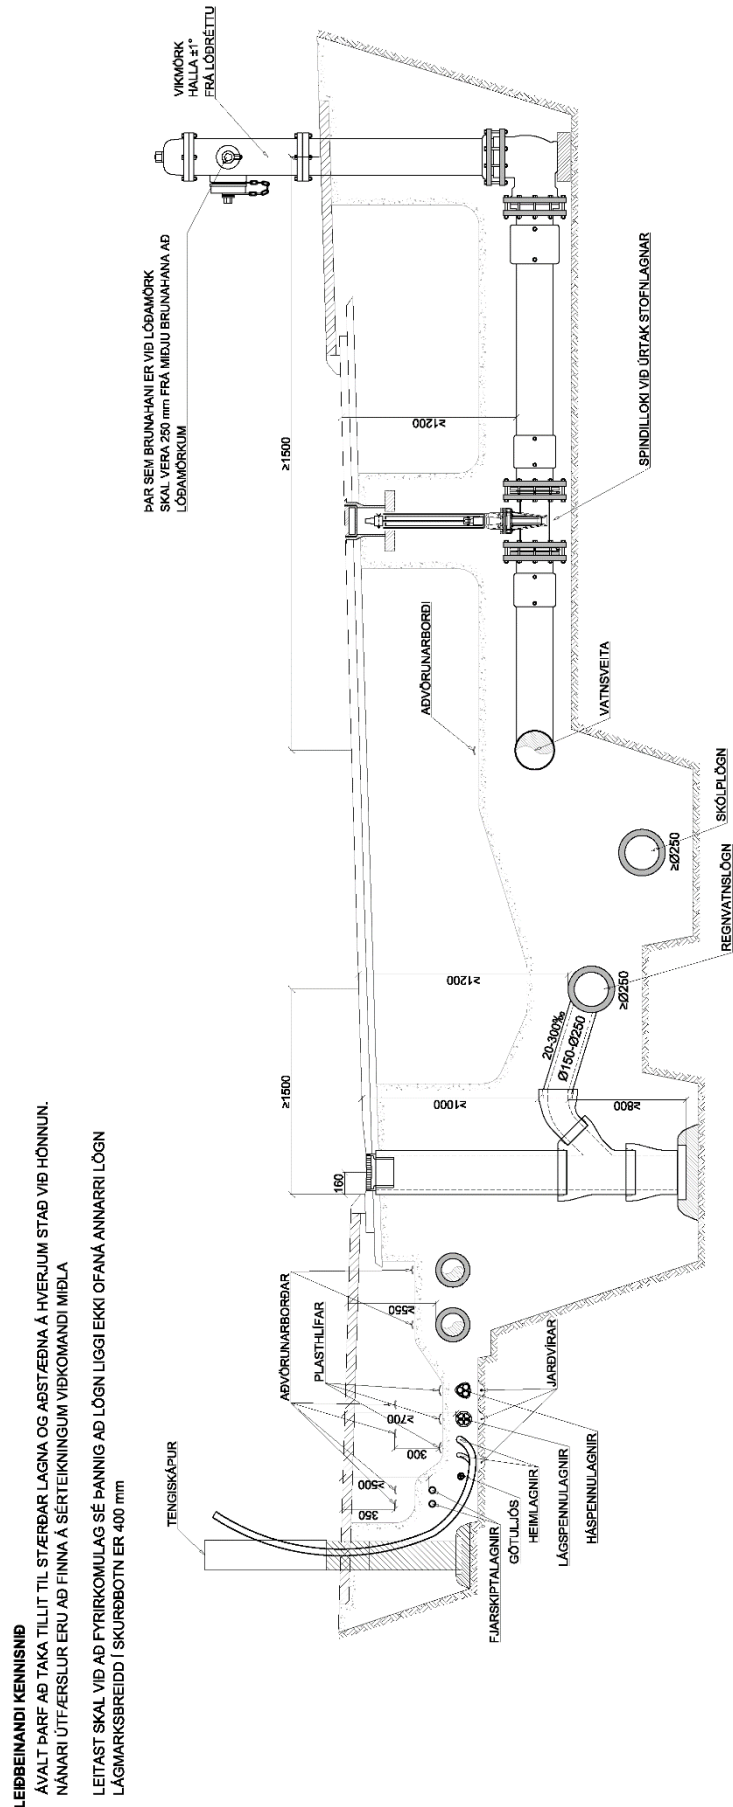 LEIÐBEINANDI KENNISNIÐ
ÁVALT ÞARF AÐ TAKA TILLIT TIL STÆRÐAR LAGNA OG AÐSTÆÐNA Á HVERJUM STAÐ VIÐ HÖNNUN.
NÁNARI ÚTFÆRSLUR ERU AÐ FINNA Á SÉRTEIKNINGUM VIÐKOMANDI MIÐLA
LEITAST SKAL VIÐ AÐ FYRIRKOMULAG SÉ ÞANNIG AÐ LÖGN LIGGI EKKI OFANÁ ANNARRI LÖGN
LÁGMARKSBREIDD Í SKURÐBOTN ER 400 mm
TENGISKÁPUR
AÐVÖRUNARBORÐAR
PLASTHLÍFAR
350
≥500
300
≥700
≥550
FJARSKIPTALAGNIR
GÖTULJÓS
HEIMLAGNIR
LÁGSPENNULAGNIR
HÁSPENNULAGNIR
JARÐVÍRAR
160
≥1500
≥1000
≥800
20-300‰
Ø150-Ø250
≥1200
≥Ø250
REGNVATNSLÖGN
≥Ø250
SKÓLPLÖGN
AÐVÖRUNARBORÐI
VATNSVEITA
≥1500
≥1200
SPINDILLOKI VIÐ ÚRTAK STOFNLAGNAR
ÞAR SEM BRUNAHANI ER VIÐ LÓÐAMÖRK
SKAL VERA 250 mm FRÁ MIÐJU BRUNAHANA AÐ
LÓÐAMÖRKUM
VIKMÖRK
HALLA ±1°
FRÁ LÓÐRÉTTU